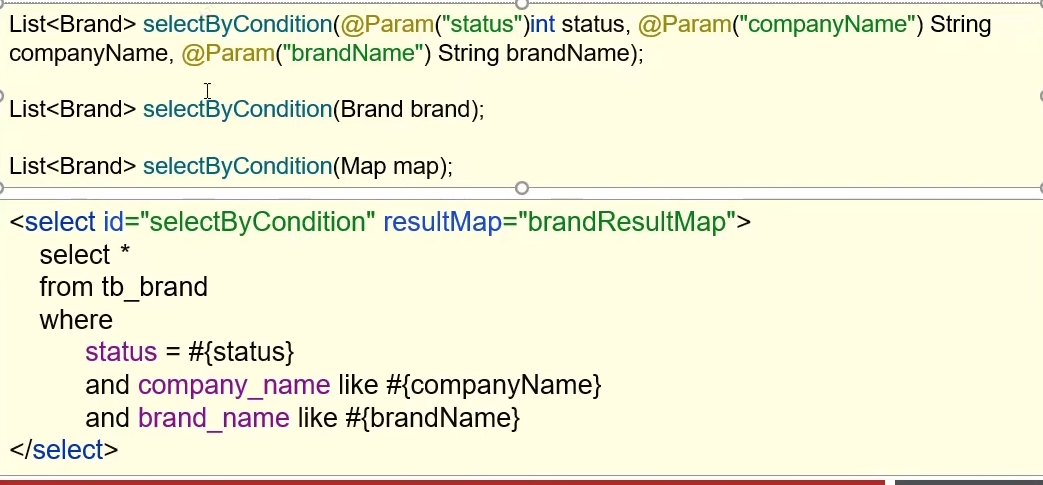 List<Brand> selectByCondition(@Param("status")int status, @Param("companyName") String
companyName, @Param("brandName") String brandName);
List<Brand> selectByCondition(Brand brand);
List<Brand> selectByCondition(Map map);
<select id="selectByCondition" resultMap="brandResultMap">
select *
from tb_brand
where
status = #{status}
and company_name like #{companyName}
and brand_name like #{brandName}
</select>